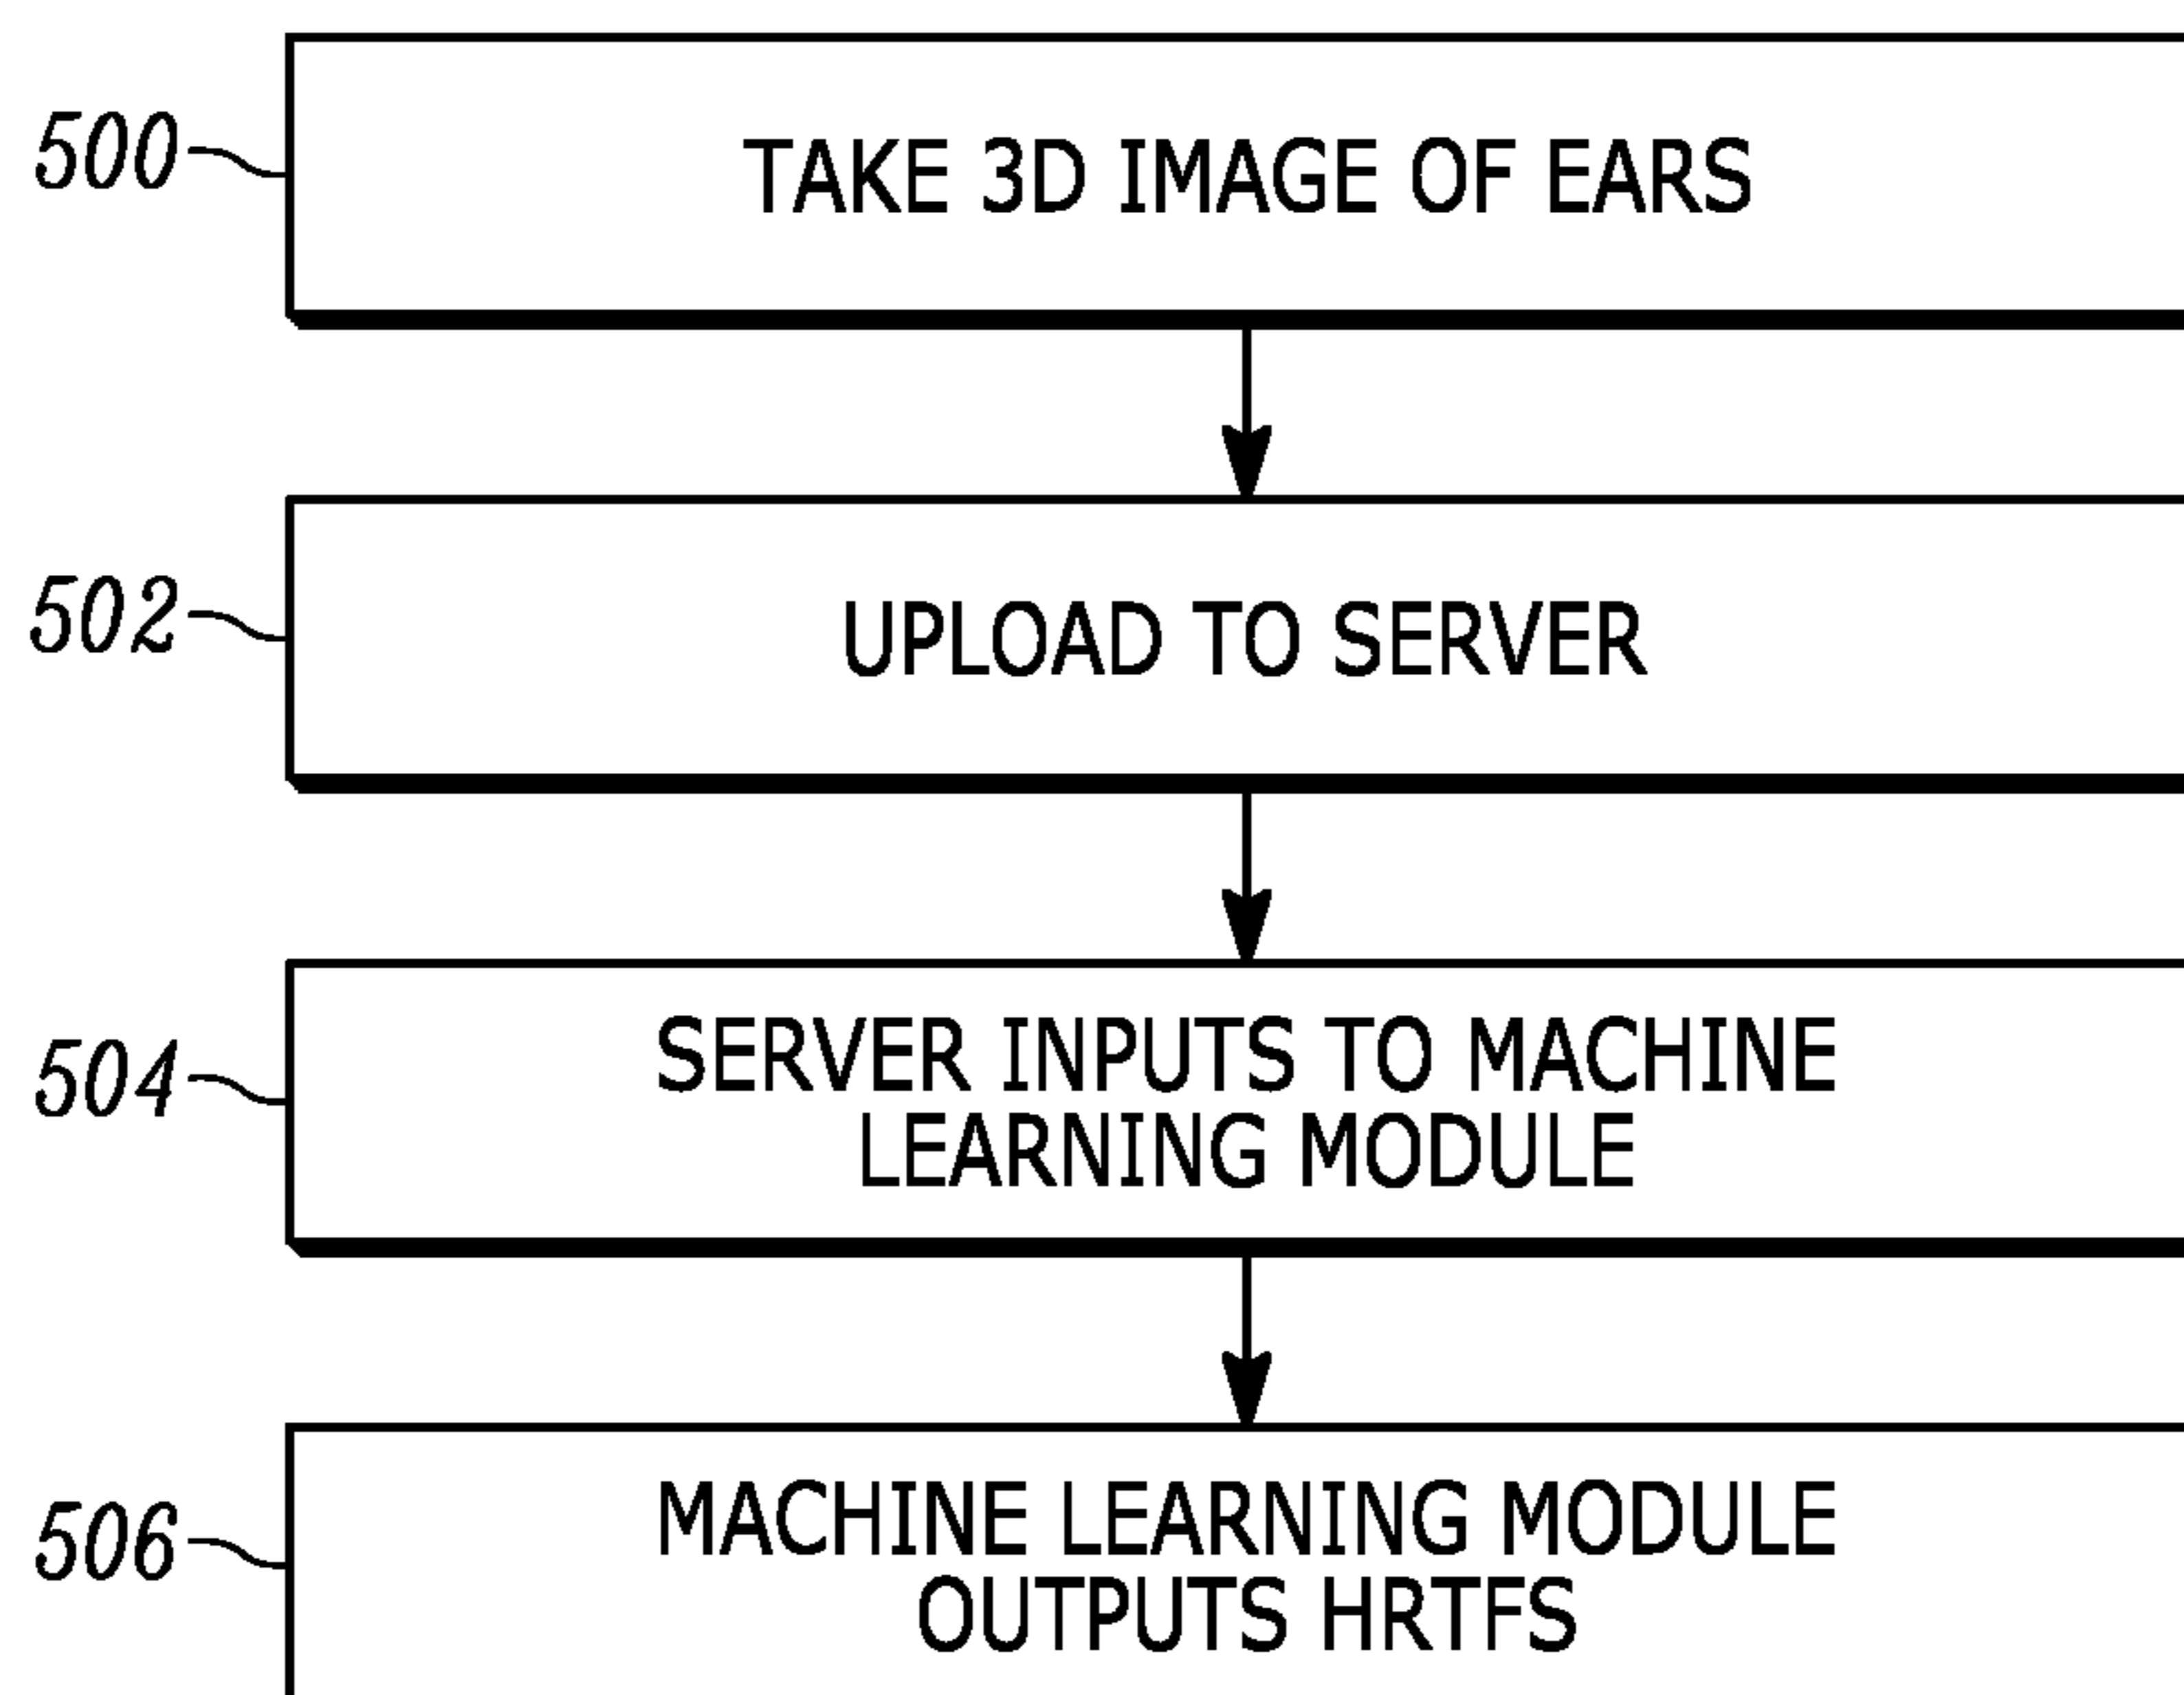 500
TAKE 3D IMAGE OF EARS
502
UPLOAD TO SERVER
504
SERVER INPUTS TO MACHINE
LEARNING MODULE
506
MACHINE LEARNING MODULE
OUTPUTS HRTFS